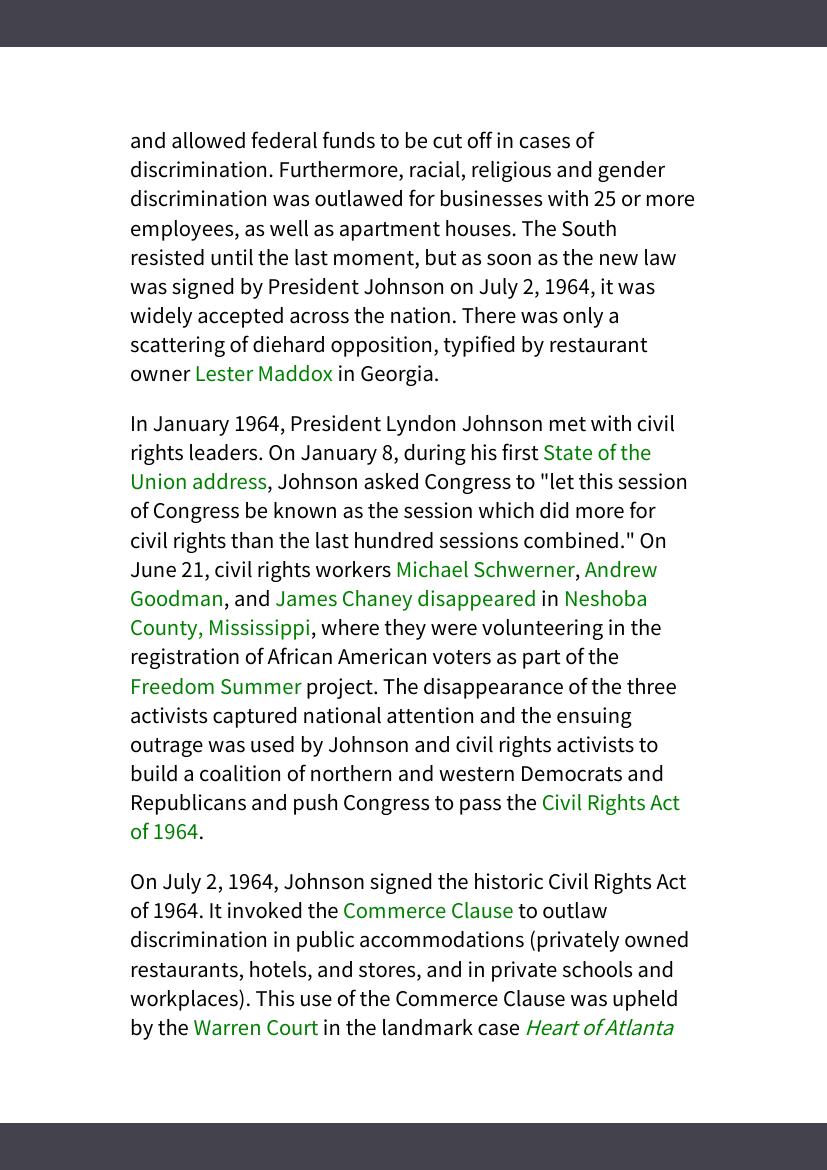 and allowed federal funds to be cut off in cases of
discrimination. Furthermore, racial, religious and gender
discrimination was outlawed for businesses with 25 or more
employees, as well as apartment houses. The South
resisted until the last moment, but as soon as the new law
was signed by President Johnson on July 2, 1964, it was
widely accepted across the nation. There was only a
scattering of diehard opposition, typified by restaurant
owner Lester Maddox in Georgia.
In January 1964, President Lyndon Johnson met with civil
rights leaders. On January 8, during his first State of the
Union address, Johnson asked Congress to "let this session
of Congress be known as the session which did more for
civil rights than the last hundred sessions combined." On
June 21, civil rights workers Michael Schwerner, Andrew
Goodman, and James Chaney disappeared in Neshoba
County, Mississippi, where they were volunteering in the
registration of African American voters as part of the
Freedom Summer project. The disappearance of the three
activists captured national attention and the ensuing
outrage was used by Johnson and civil rights activists to
build a coalition of northern and western Democrats and
Republicans and push Congress to pass the Civil Rights Act
of 1964.
On July 2, 1964, Johnson signed the historic Civil Rights Act
of 1964. It invoked the Commerce Clause to outlaw
discrimination in public accommodations (privately owned
restaurants, hotels, and stores, and in private schools and
workplaces). This use of the Commerce Clause was upheld
by the Warren Court in the landmark case Heart of Atlanta